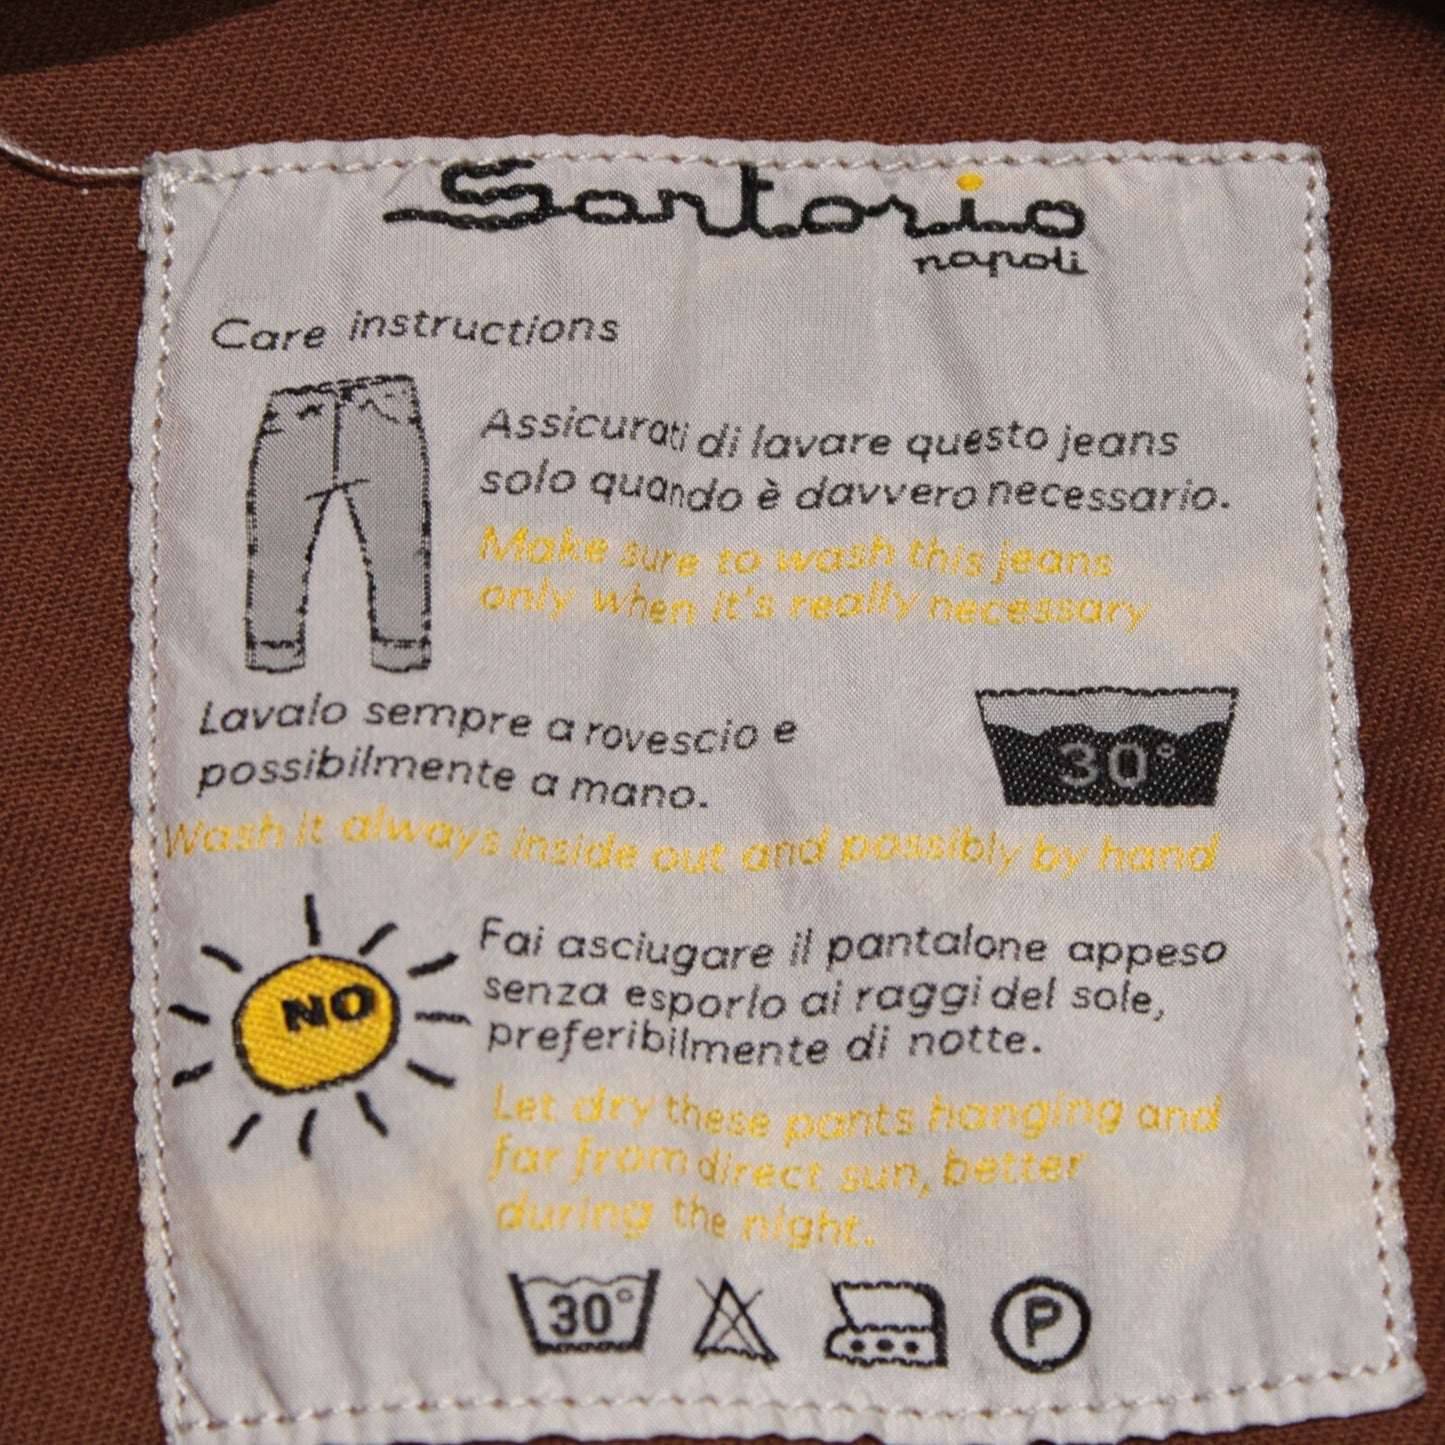 Sartorio
napoli
Care instructions
Assicurati di lavare questo jeans
solo quando è davvero necessario.
Make sure to wash this jeans
only when it's really necessary
Lavalo sempre a rovescio e
possibilmente a mano.
30°
Wash it always inside out and possibly by hand
NO
Fai asciugare il pantalone appeso
senza esporlo ai raggi del sole,
preferibilmente di notte.
Let dry these pants hanging and
far from direct sun, better
during the night.
30° P